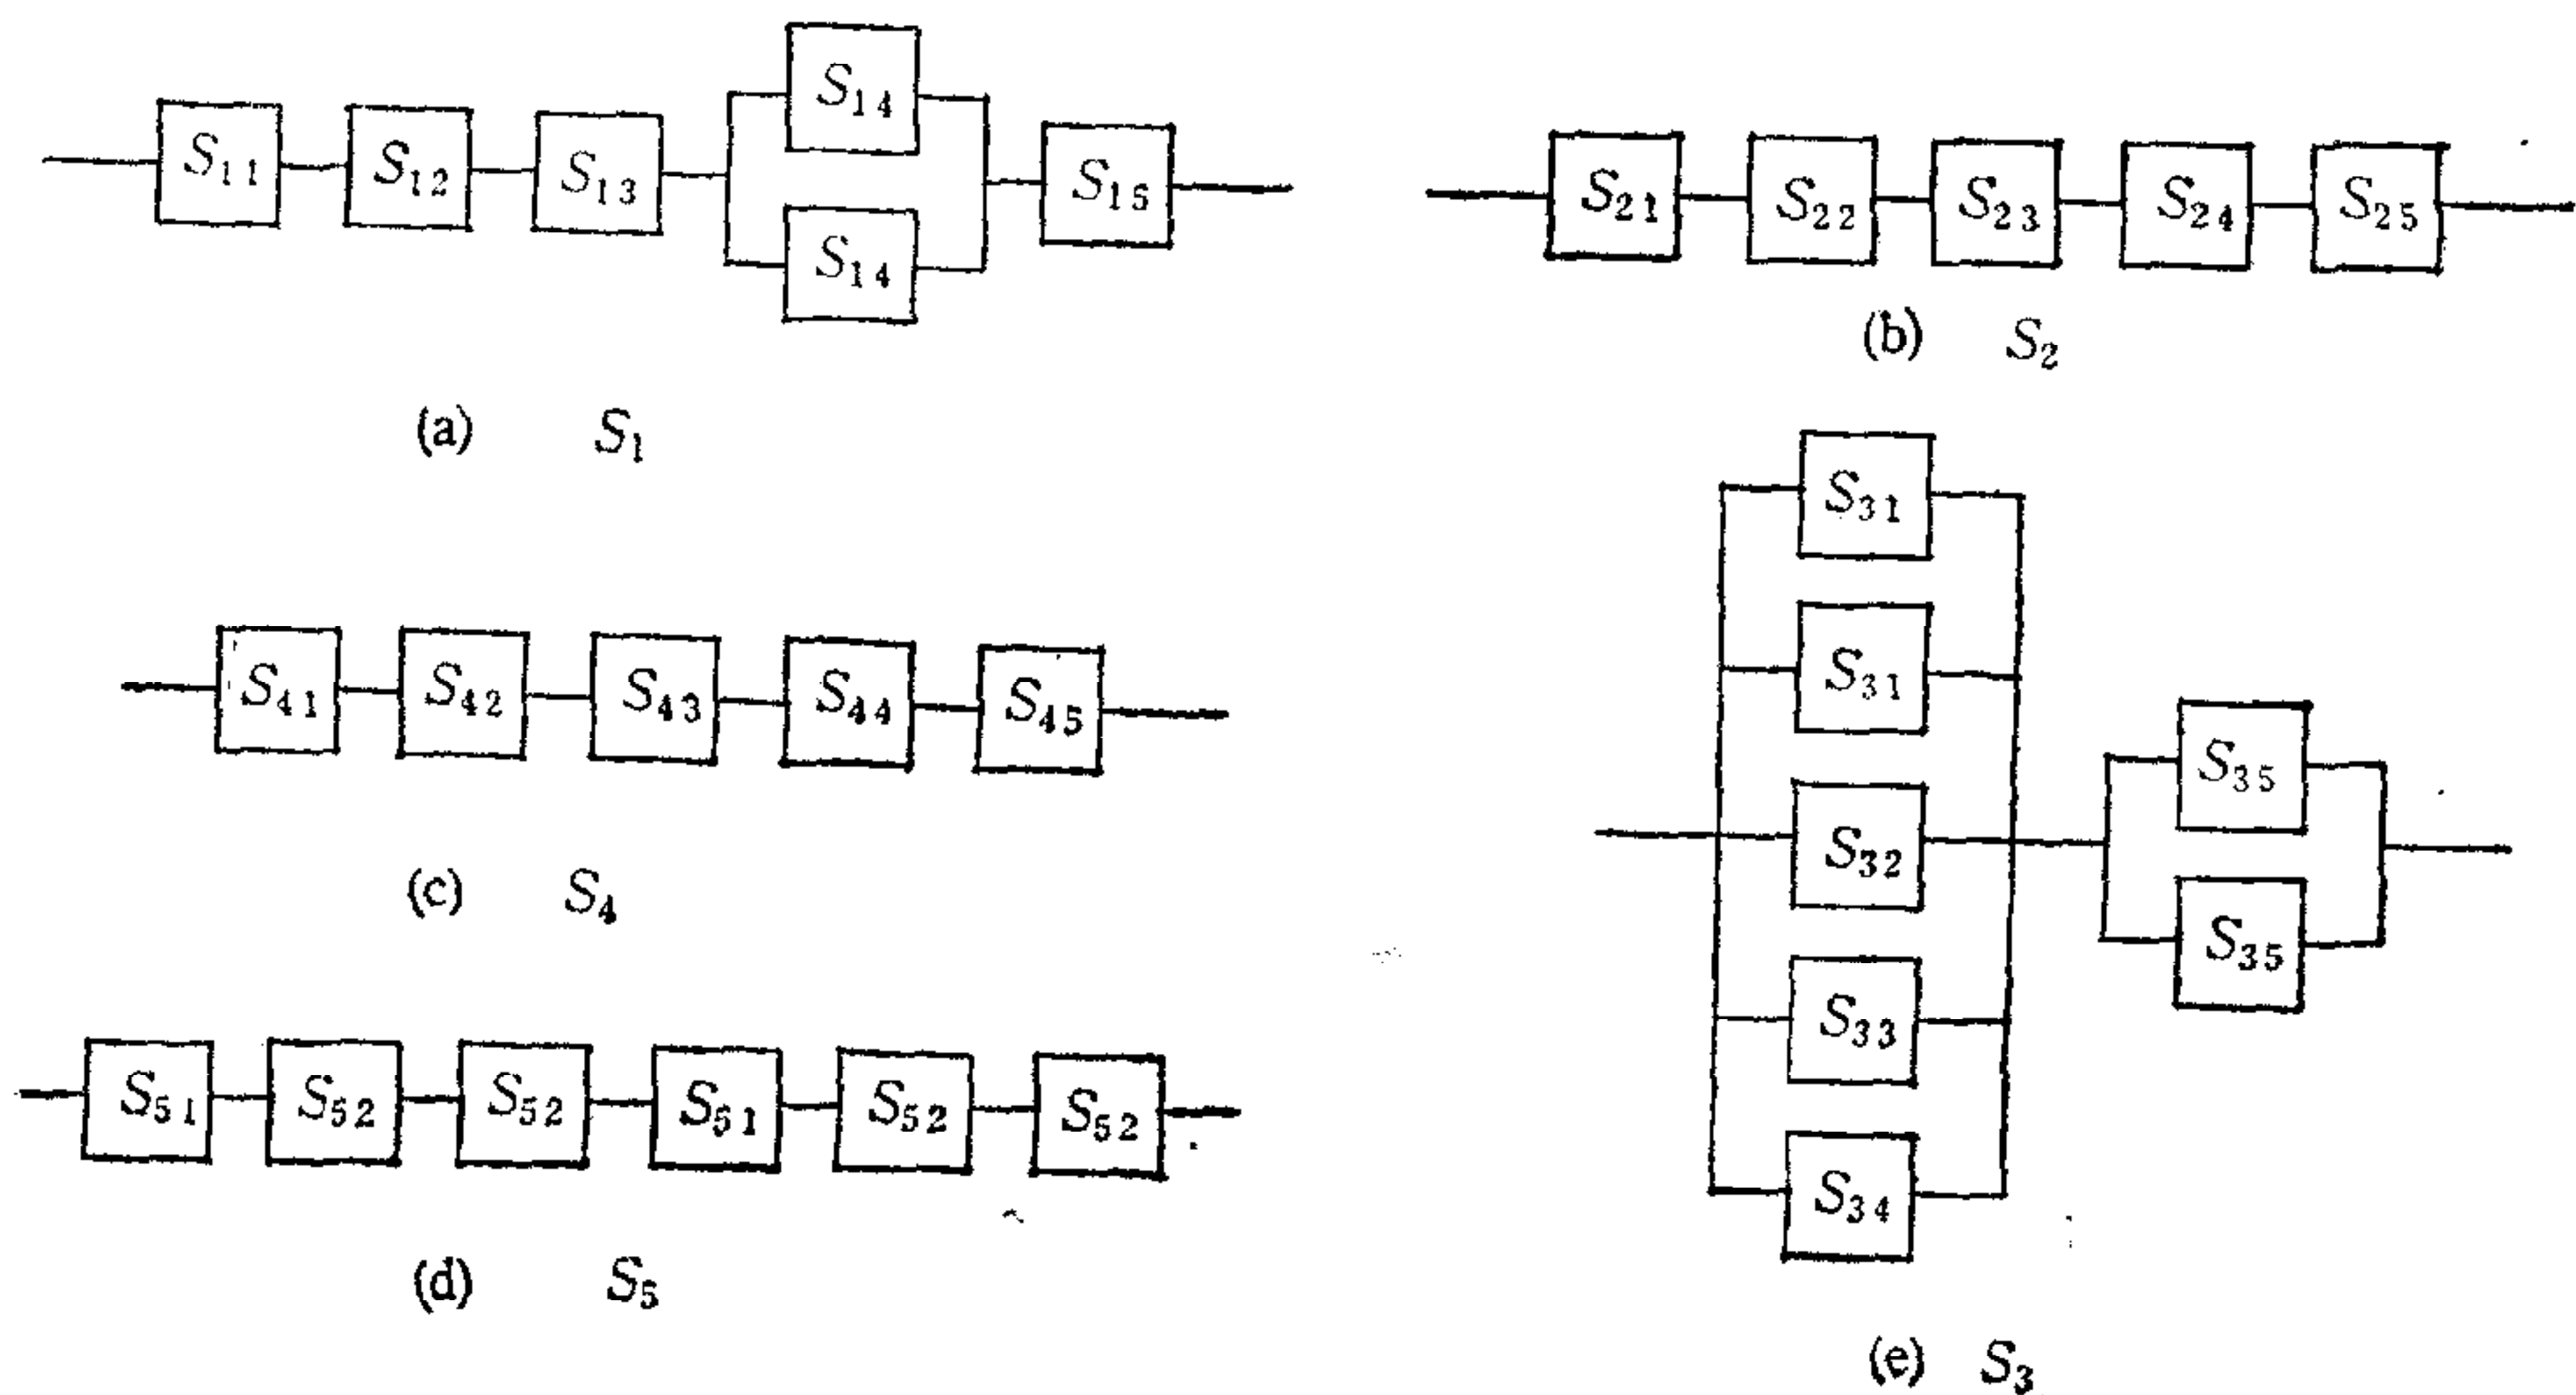 S₁₄
S₁₁ S₁₂ S₁₃ S₁₅
S₁₄
(a) S₁
S₂₁ S₂₂ S₂₃ S₂₄ S₂₅
(b) S₂
S₄₁ S₄₂ S₄₃ S₄₄ S₄₅
(c) S₄
S₅₁ S₅₂ S₅₂ S₅₁ S₅₂ S₅₂
(d) S₅
S₃₁
S₃₁
S₃₂
S₃₃
S₃₄
S₃₅
S₃₅
(e) S₃